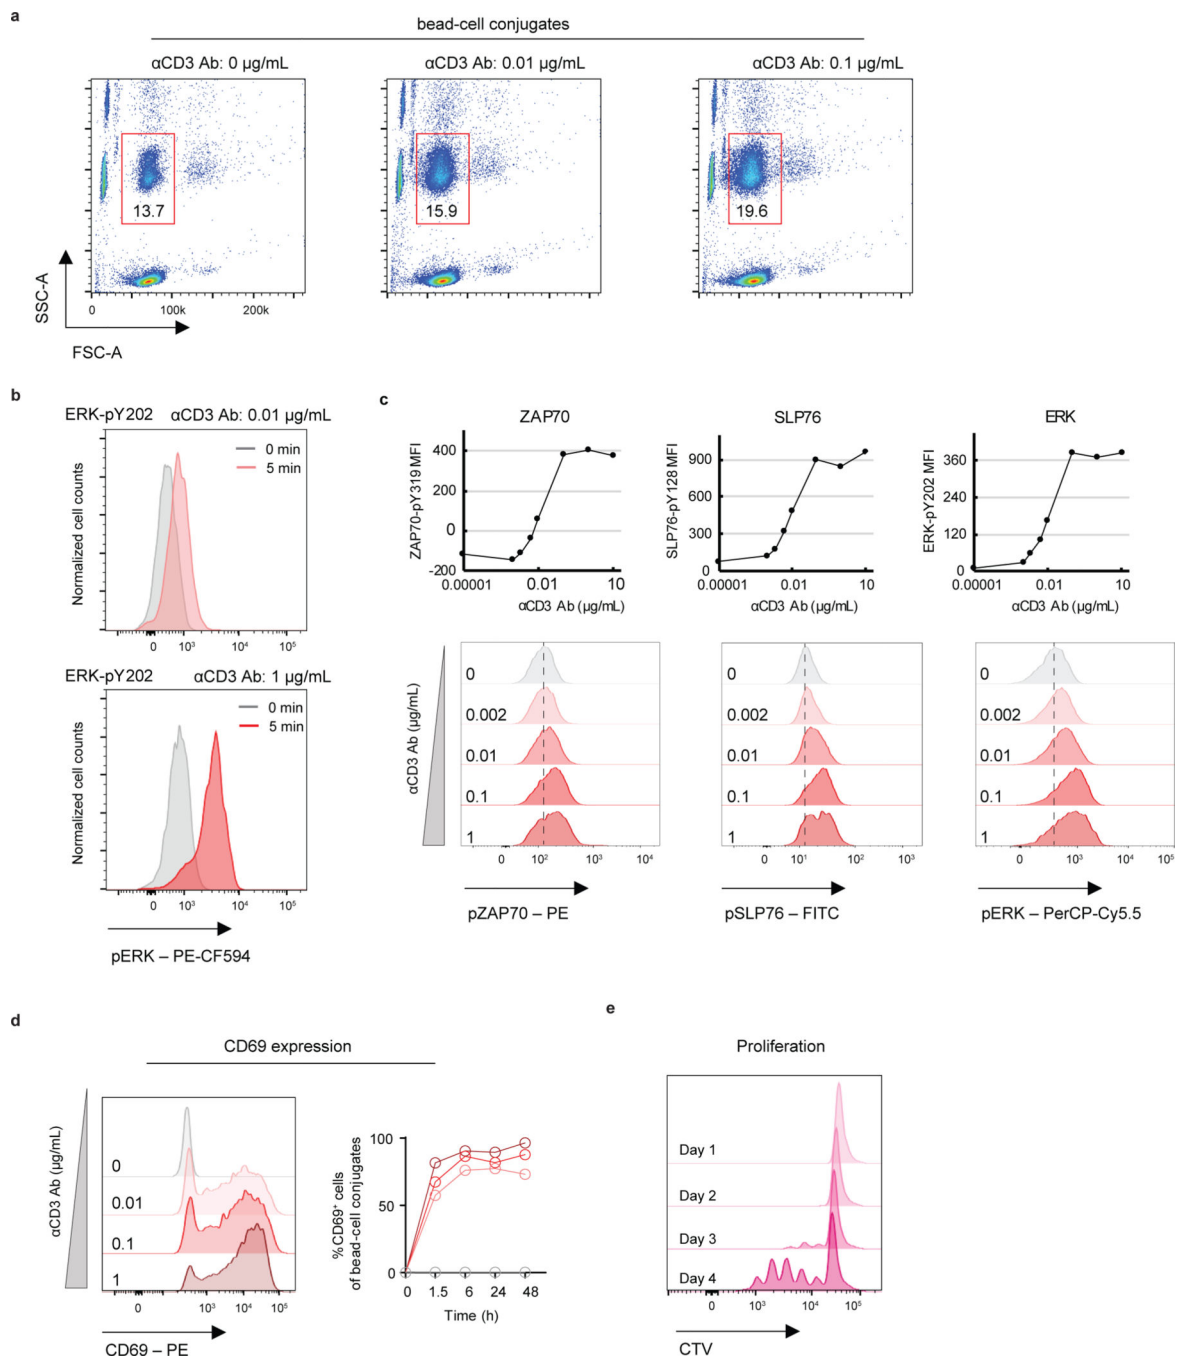 a
bead-cell conjugates
αCD3 Ab: 0 µg/mL
αCD3 Ab: 0.01 µg/mL
αCD3 Ab: 0.1 µg/mL
13.7
15.9
19.6
SSC-A
0
100k
200k
FSC-A
b
ERK-pY202
αCD3 Ab: 0.01 µg/mL
0 min
5 min
Normalized cell counts
0
10³
10⁴
10⁵
ERK-pY202
αCD3 Ab: 1 µg/mL
0 min
5 min
Normalized cell counts
0
10³
10⁴
10⁵
pERK – PE-CF594
c
ZAP70
ZAP70-pY319 MFI
400
200
0
-200
0.00001
0.01
10
αCD3 Ab (µg/mL)
SLP76
SLP76-pY128 MFI
900
600
300
0
0.00001
0.01
10
αCD3 Ab (µg/mL)
ERK
ERK-pY202 MFI
360
240
120
0
0.00001
0.01
10
αCD3 Ab (µg/mL)
αCD3 Ab (µg/mL)
0
0.002
0.01
0.1
1
0
10²
10³
10⁴
pZAP70 – PE
0
0.002
0.01
0.1
1
0
10¹
10²
10³
pSLP76 – FITC
0
0.002
0.01
0.1
1
0
10³
10⁴
10⁵
pERK – PerCP-Cy5.5
d
CD69 expression
αCD3 Ab (µg/mL)
0
0.01
0.1
1
0
10³
10⁴
10⁵
CD69 – PE
%CD69⁺ cells
of bead-cell conjugates
100
50
0
0
1.5
6
24
48
Time (h)
e
Proliferation
Day 1
Day 2
Day 3
Day 4
0
10³
10⁴
10⁵
CTV